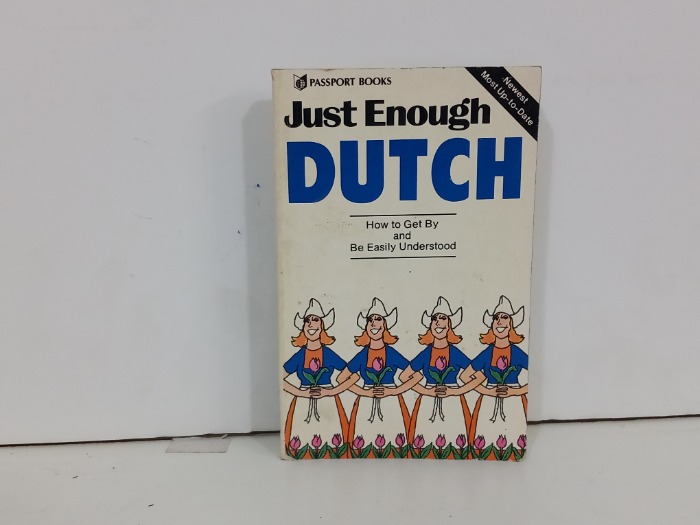 PASSPORT BOOKS
Newest
Most Up-to-Date
Just Enough
DUTCH
How to Get By
and
Be Easily Understood